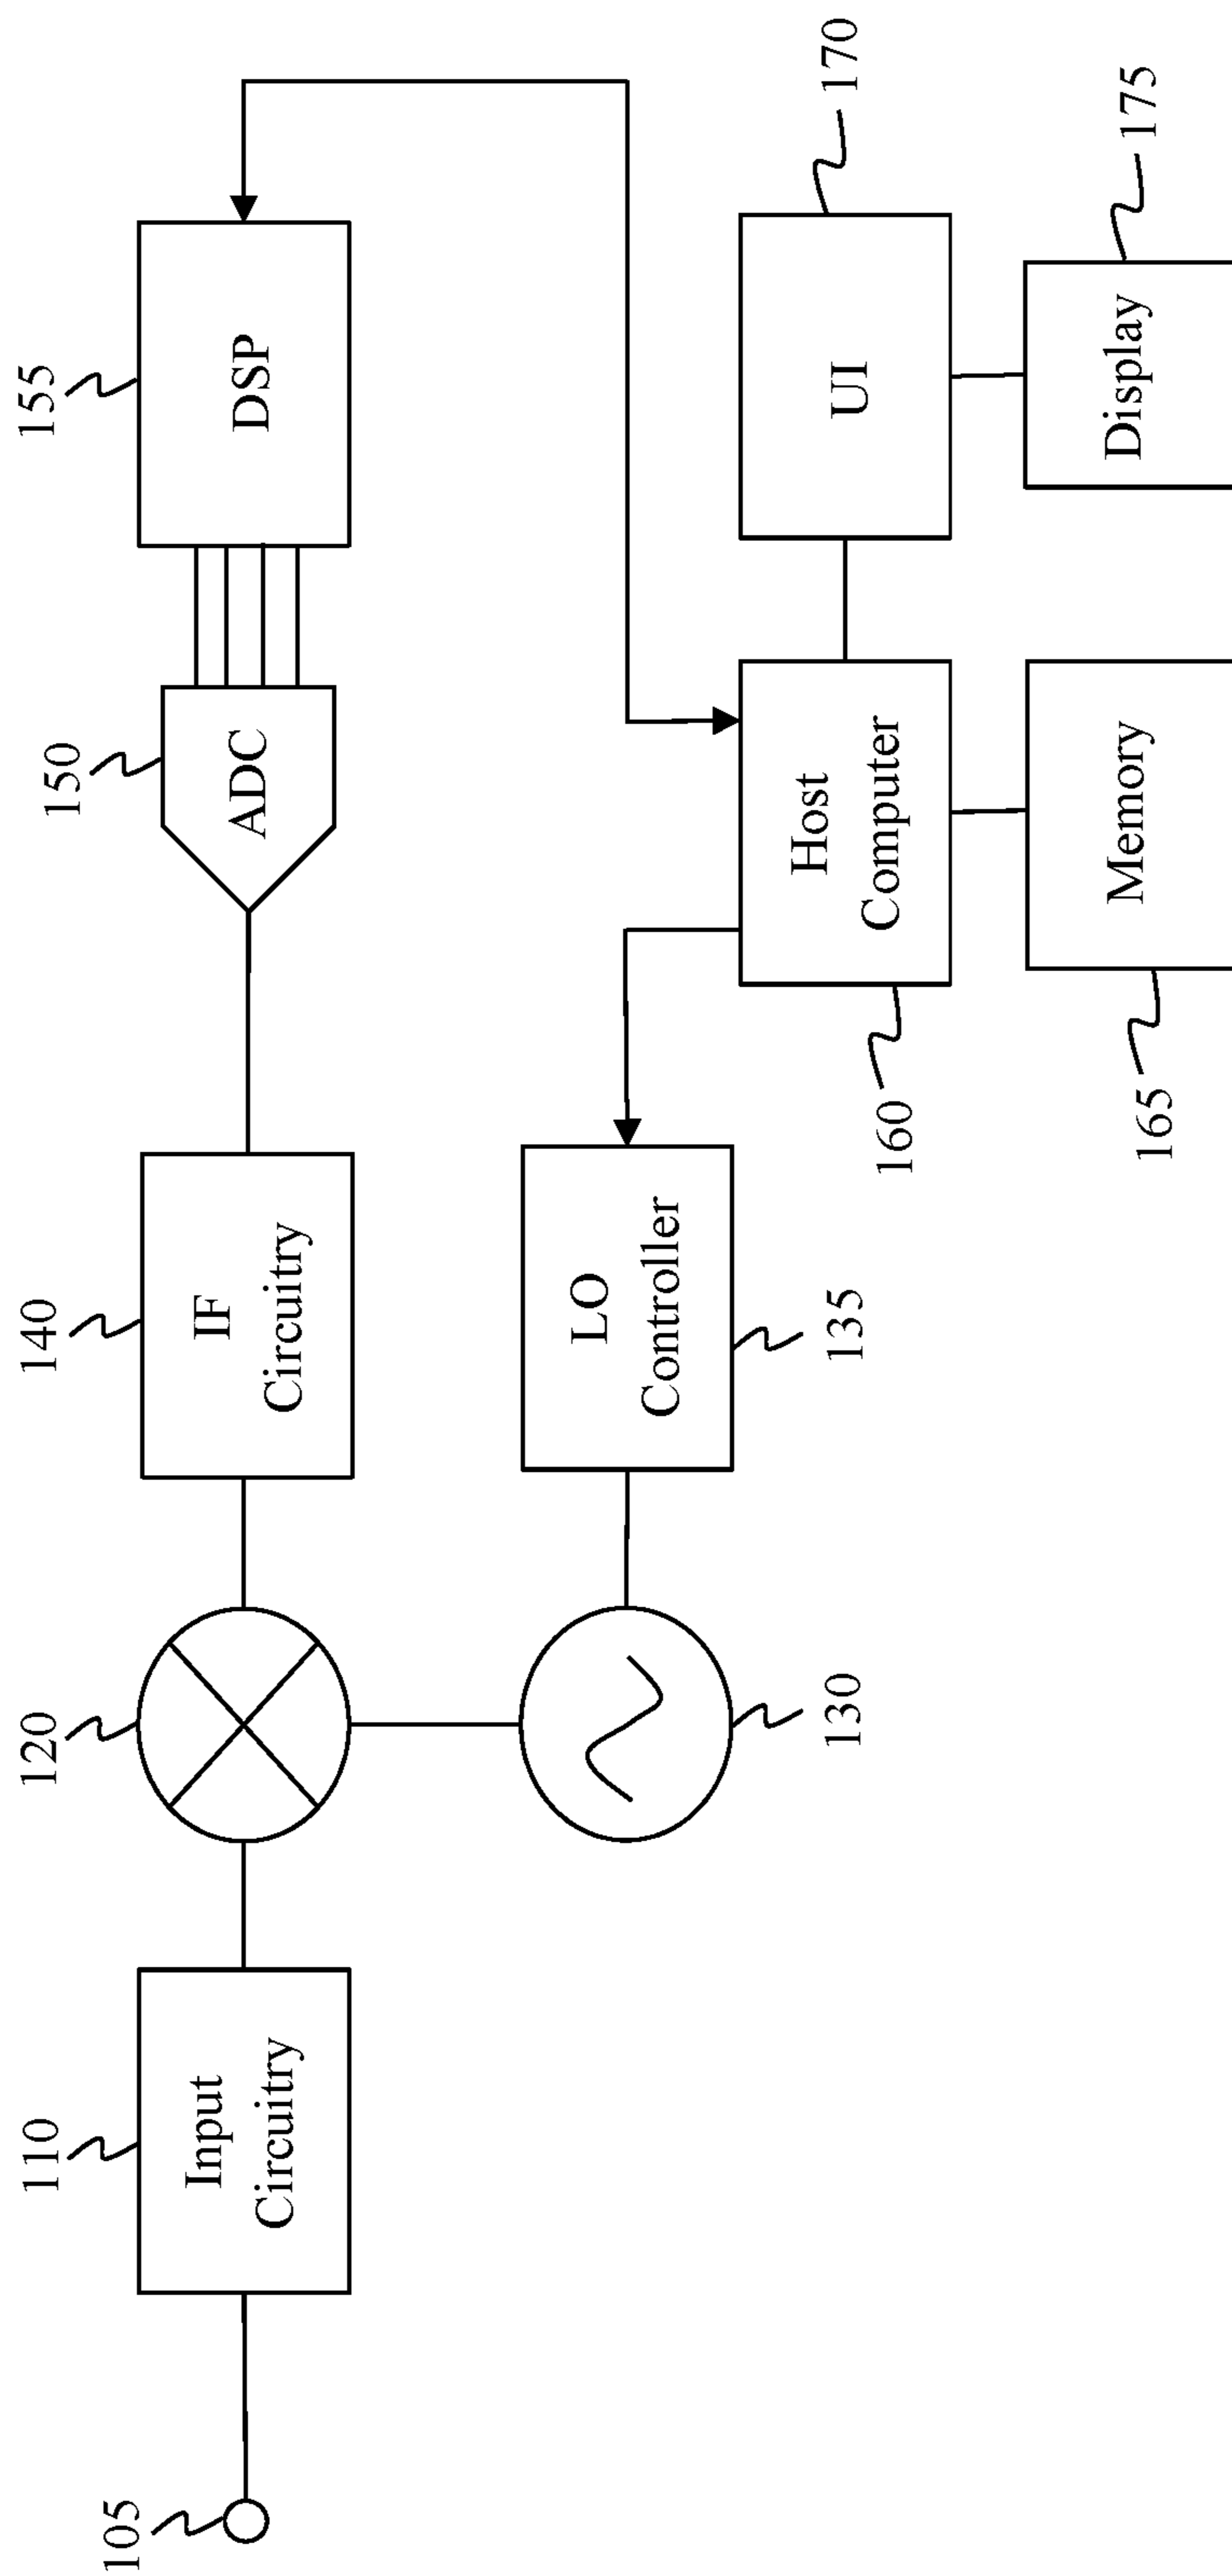 105
110
Input
Circuitry
120
140
IF
Circuitry
150
ADC
155
DSP
130
135
LO
Controller
160
Host
Computer
170
UI
165
Memory
175
Display